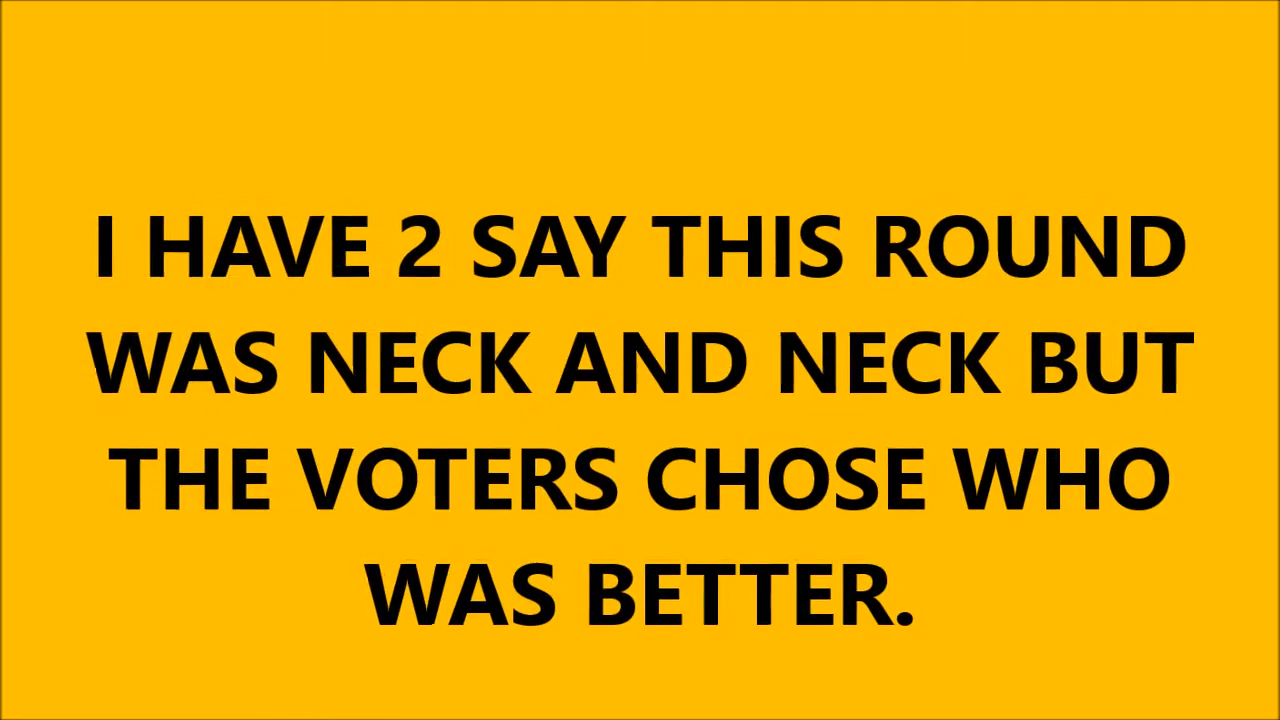 I HAVE 2 SAY THIS ROUND
WAS NECK AND NECK BUT
THE VOTERS CHOSE WHO
WAS BETTER.